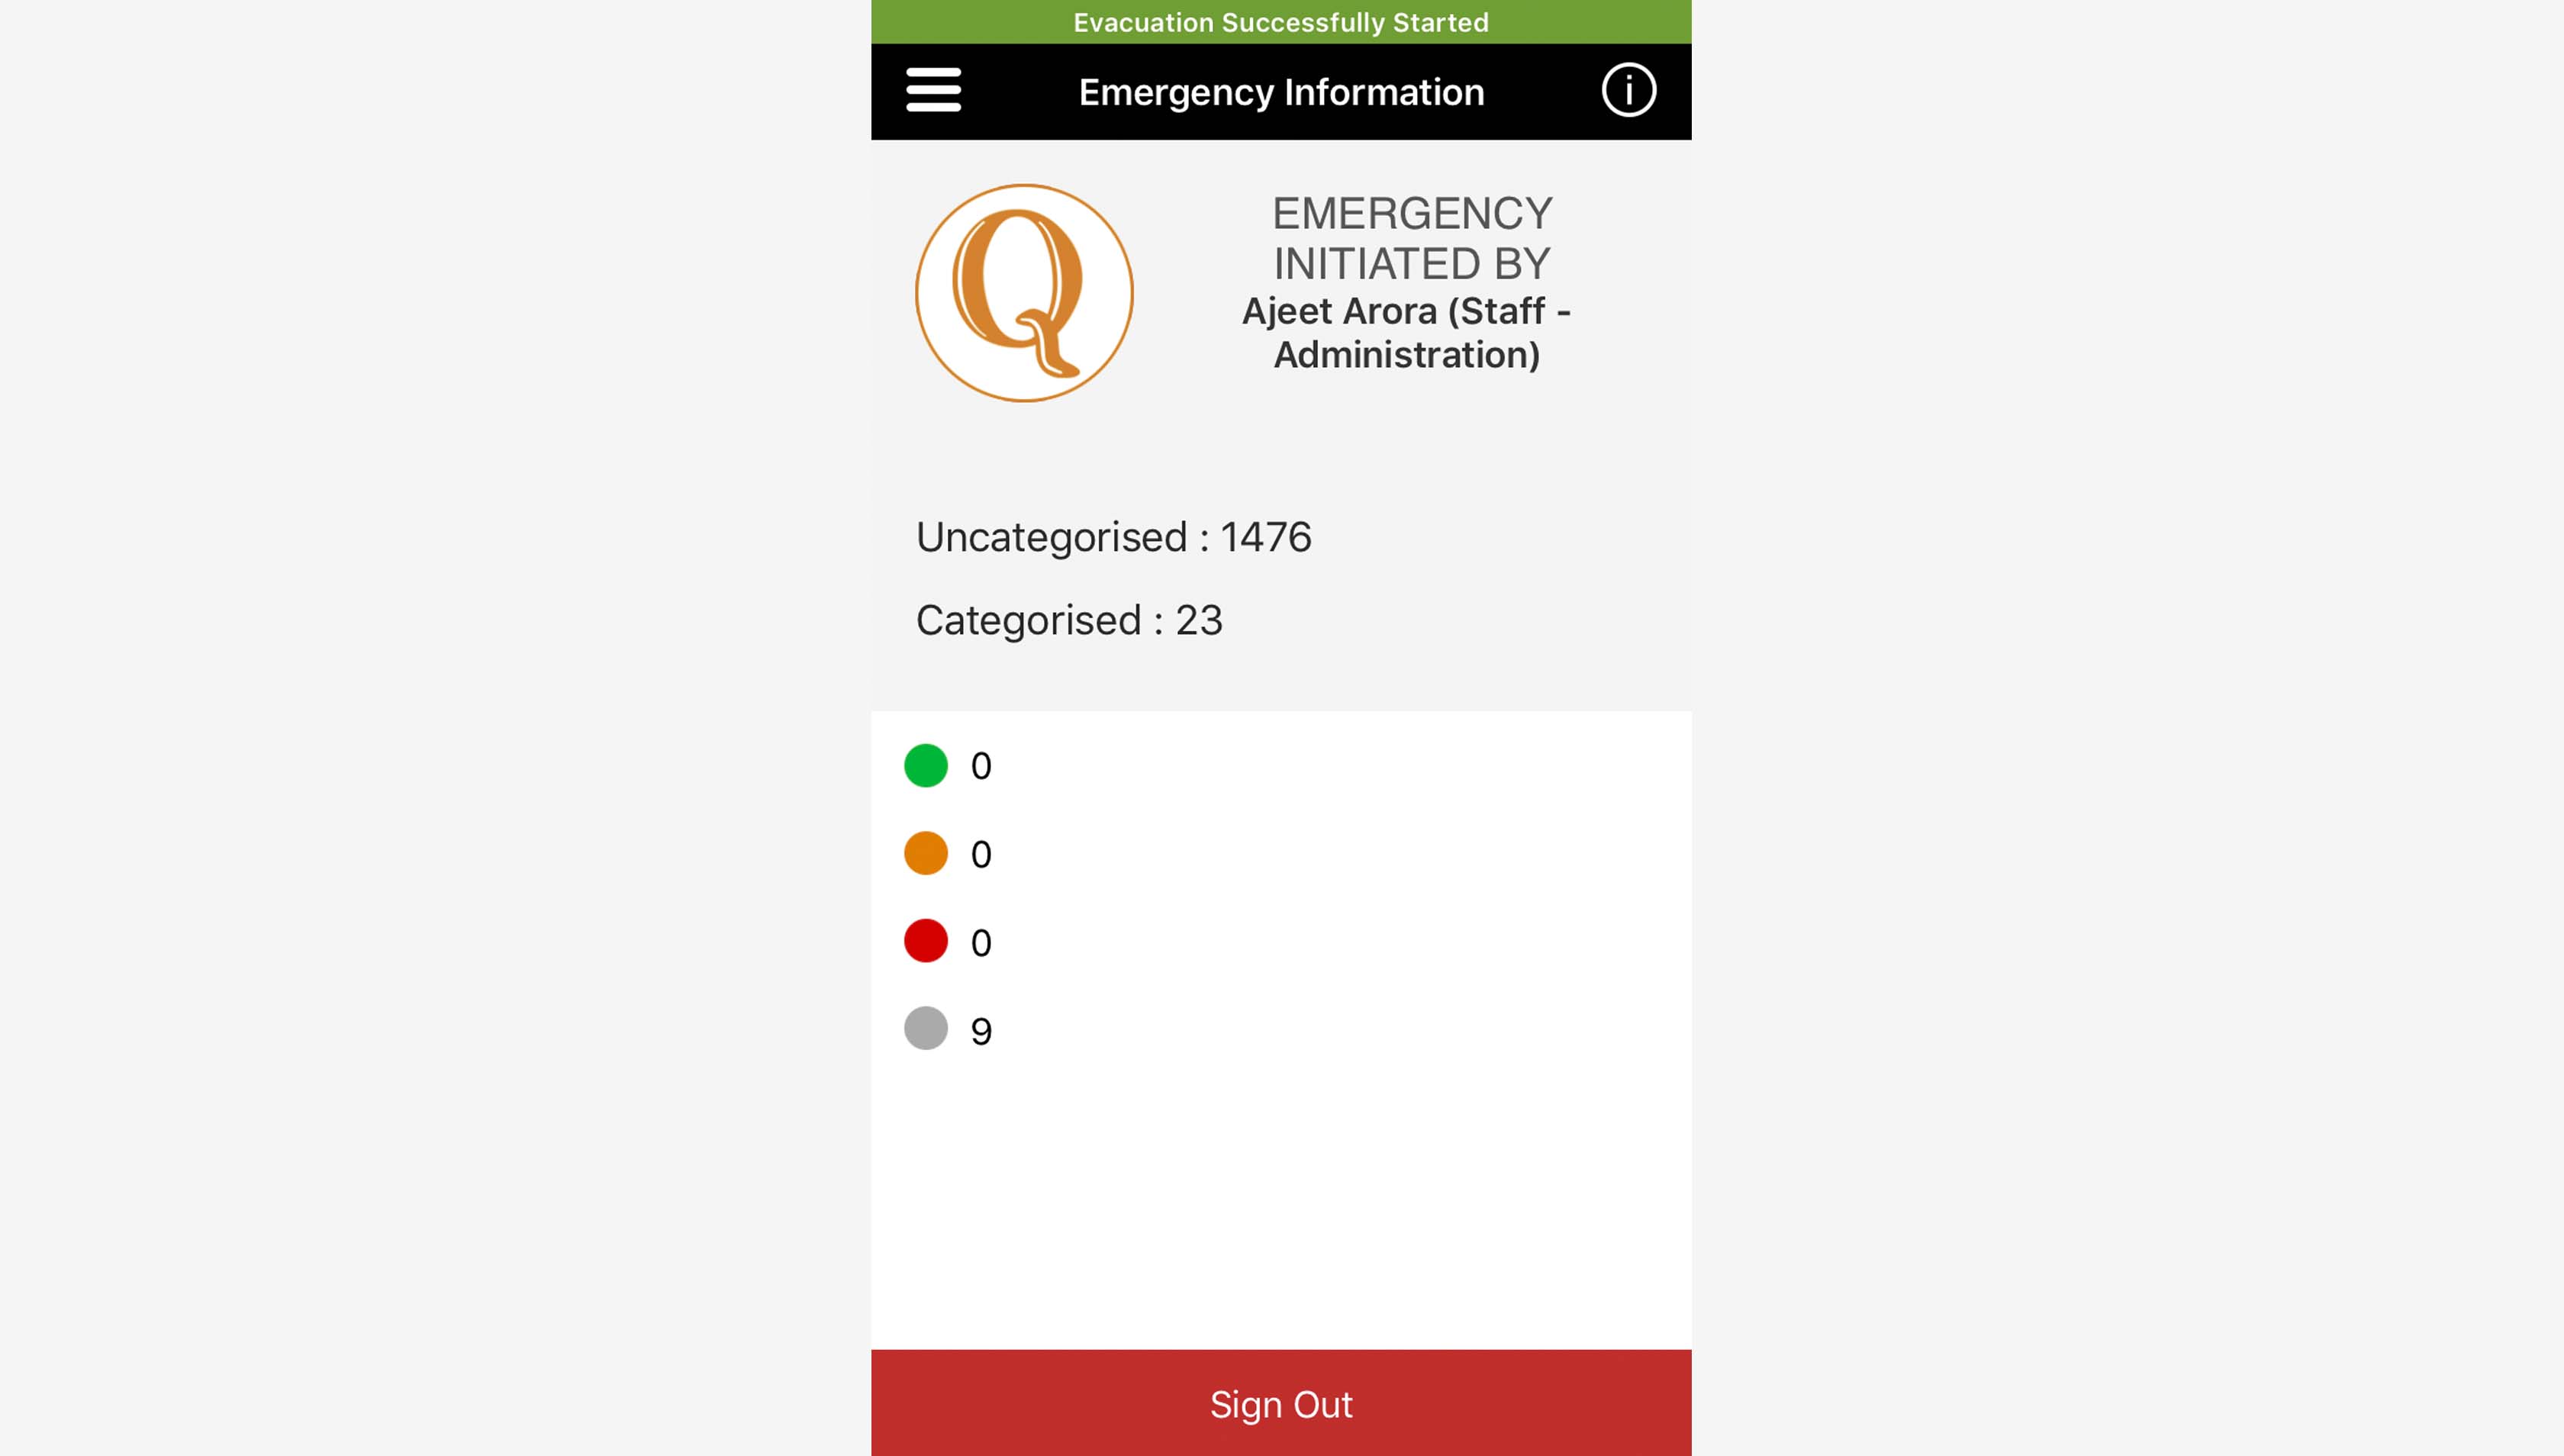 Evacuation Successfully Started
Emergency Information
i
Q
EMERGENCY
INITIATED BY
Ajeet Arora (Staff -
Administration)
Uncategorised : 1476
Categorised : 23
0
0
0
9
Sign Out